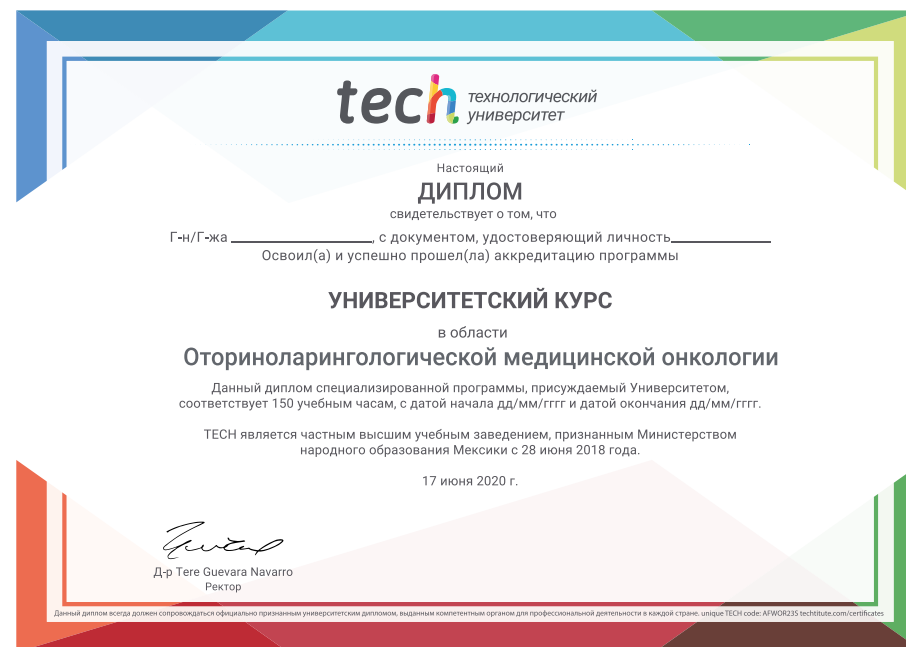 tech технологический
университет
Настоящий
ДИПЛОМ
свидетельствует о том, что
Г-н/Г-жа ____________________, с документом, удостоверяющий личность______________
Освоил(а) и успешно прошел(ла) аккредитацию программы
УНИВЕРСИТЕТСКИЙ КУРС
в области
Оториноларингологической медицинской онкологии
Данный диплом специализированной программы, присуждаемый Университетом,
соответствует 150 учебным часам, с датой начала дд/мм/гггг и датой окончания дд/мм/гггг.
TECH является частным высшим учебным заведением, признанным Министерством
народного образования Мексики с 28 июня 2018 года.
17 июня 2020 г.
Д-р Tere Guevara Navarro
Ректор
Данный диплом всегда должен сопровождаться официально признанным университетским дипломом, выданным компетентным органом для профессиональной деятельности в каждой стране. unique TECH code: AFWOR23S techtitute.com/certificates